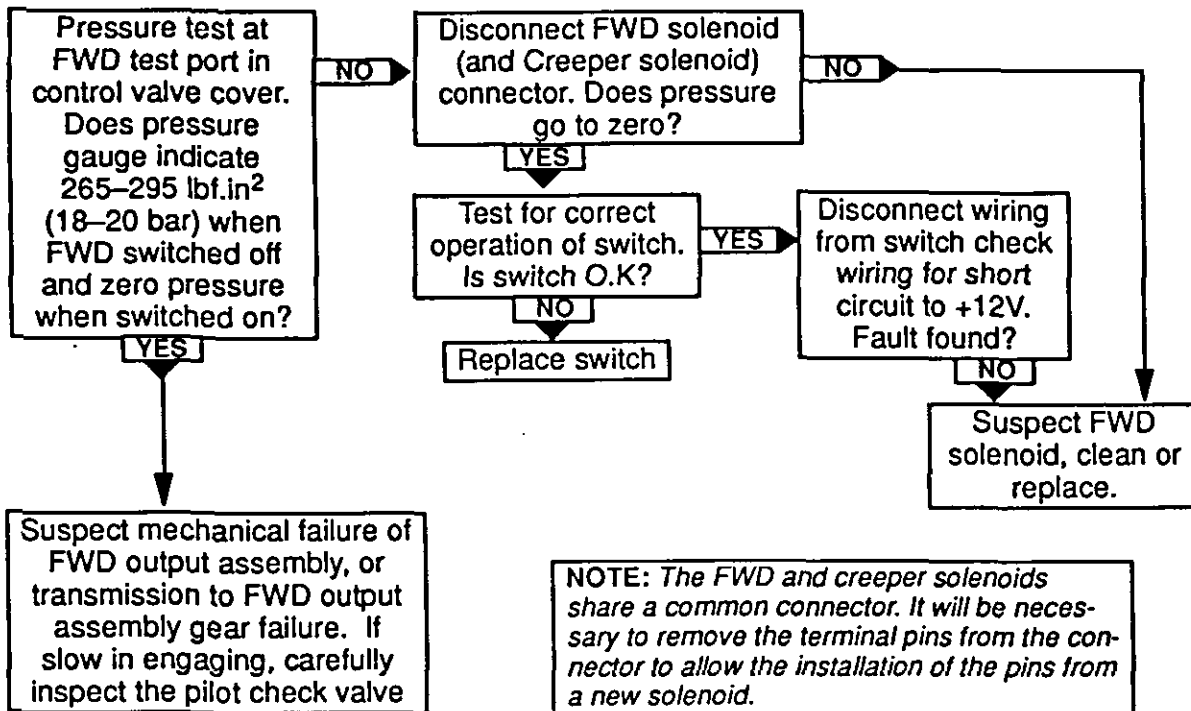 Pressure test at
FWD test port in
control valve cover.
Does pressure
gauge indicate
265–295 lbf.in²
(18–20 bar) when
FWD switched off
and zero pressure
when switched on?
NO
Disconnect FWD solenoid
(and Creeper solenoid)
connector. Does pressure
go to zero?
NO
YES
Test for correct
operation of switch.
Is switch O.K?
YES
Disconnect wiring
from switch check
wiring for short
circuit to +12V.
Fault found?
NO
Replace switch
NO
Suspect FWD
solenoid, clean or
replace.
YES
Suspect mechanical failure of
FWD output assembly, or
transmission to FWD output
assembly gear failure. If
slow in engaging, carefully
inspect the pilot check valve
NOTE: The FWD and creeper solenoids
share a common connector. It will be neces-
sary to remove the terminal pins from the con-
nector to allow the installation of the pins from
a new solenoid.